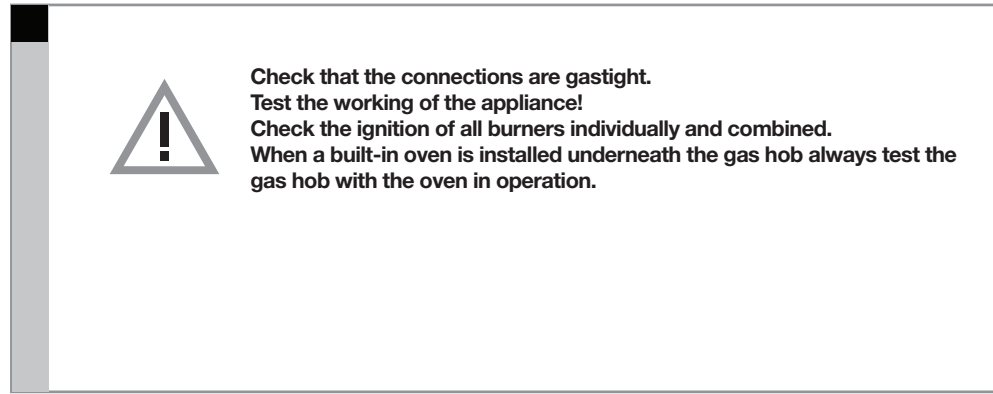 Check that the connections are gastight.
Test the working of the appliance!
Check the ignition of all burners individually and combined.
When a built-in oven is installed underneath the gas hob always test the
gas hob with the oven in operation.